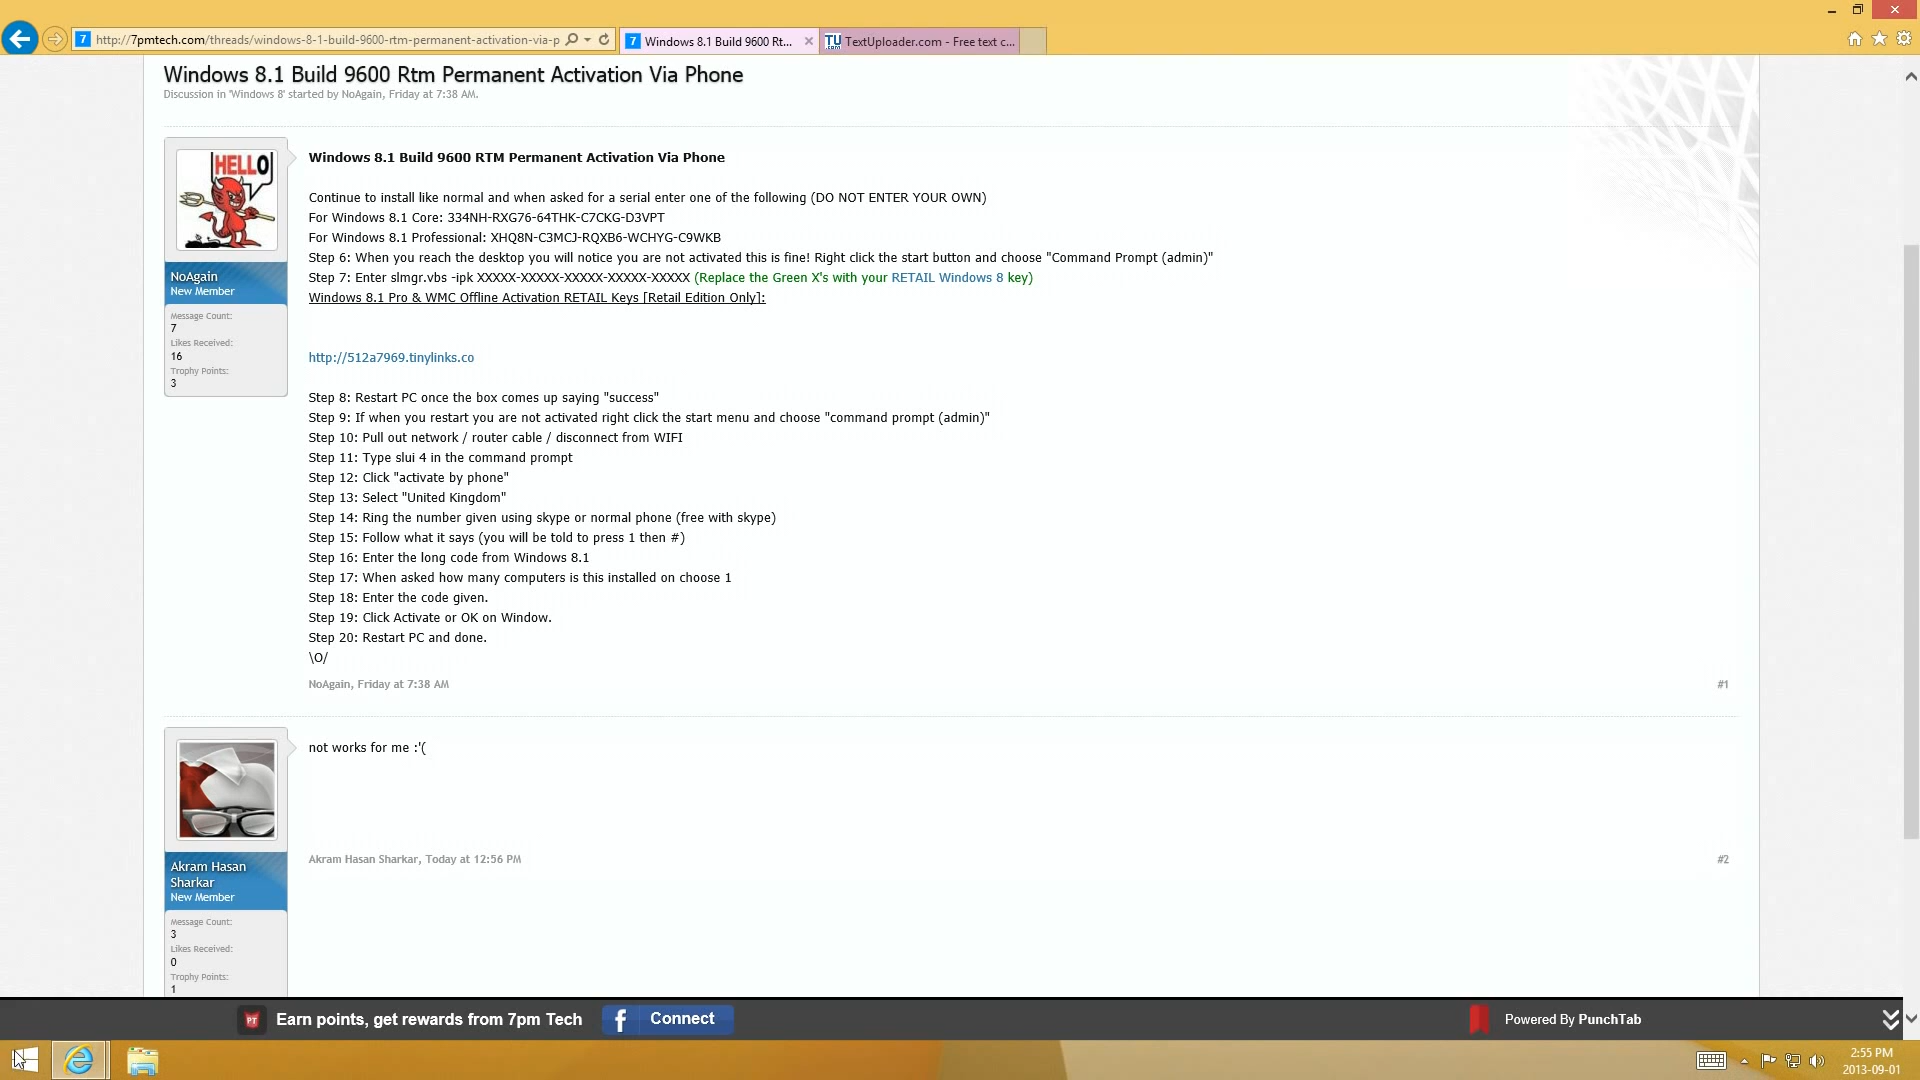 http://7pmtech.com/threads/windows-8-1-build-9600-rtm-permanent-activation-via-p
Windows 8.1 Build 9600 Rt...
TextUploader.com - Free text c...
Windows 8.1 Build 9600 Rtm Permanent Activation Via Phone
Discussion in 'Windows 8' started by NoAgain, Friday at 7:38 AM.
HELLO
NoAgain
New Member
Message Count:
7
Likes Received:
16
Trophy Points:
3
Windows 8.1 Build 9600 RTM Permanent Activation Via Phone
Continue to install like normal and when asked for a serial enter one of the following (DO NOT ENTER YOUR OWN)
For Windows 8.1 Core: 334NH-RXG76-64THK-C7CKG-D3VPT
For Windows 8.1 Professional: XHQ8N-C3MCJ-RQXB6-WCHYG-C9WKB
Step 6: When you reach the desktop you will notice you are not activated this is fine! Right click the start button and choose "Command Prompt (admin)"
Step 7: Enter slmgr.vbs -ipk XXXXX-XXXXX-XXXXX-XXXXX-XXXXX (Replace the Green X's with your RETAIL Windows 8 key)
Windows 8.1 Pro & WMC Offline Activation RETAIL Keys [Retail Edition Only]:
http://512a7969.tinylinks.co
Step 8: Restart PC once the box comes up saying "success"
Step 9: If when you restart you are not activated right click the start menu and choose "command prompt (admin)"
Step 10: Pull out network / router cable / disconnect from WIFI
Step 11: Type slui 4 in the command prompt
Step 12: Click "activate by phone"
Step 13: Select "United Kingdom"
Step 14: Ring the number given using skype or normal phone (free with skype)
Step 15: Follow what it says (you will be told to press 1 then #)
Step 16: Enter the long code from Windows 8.1
Step 17: When asked how many computers is this installed on choose 1
Step 18: Enter the code given.
Step 19: Click Activate or OK on Window.
Step 20: Restart PC and done.
\O/
NoAgain, Friday at 7:38 AM
#1
Akram Hasan
Sharkar
New Member
Message Count:
3
Likes Received:
0
Trophy Points:
1
not works for me :'(
Akram Hasan Sharkar, Today at 12:56 PM
#2
PT Earn points, get rewards from 7pm Tech
f Connect
Powered By PunchTab
2:55 PM
2013-09-01